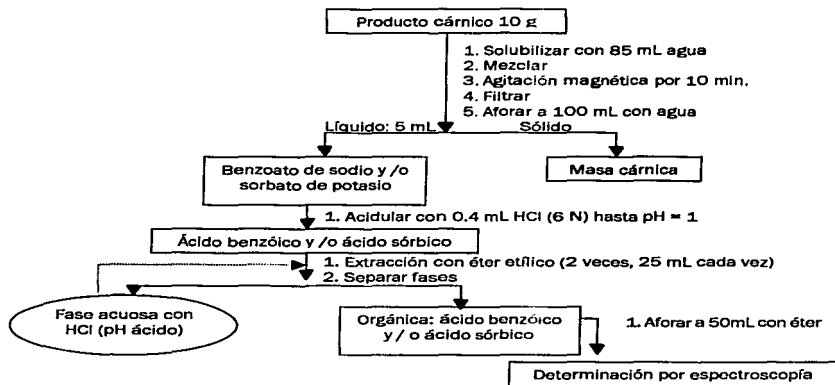 Producto cárnico 10 g
1. Solubilizar con 85 mL agua
2. Mezclar
3. Agitación magnética por 10 min.
4. Filtrar
5. Aforar a 100 mL con agua
Líquido: 5 mL
Sólido
Benzoato de sodio y /o
sorbato de potasio
Masa cárnica
1. Acidular con 0.4 mL HCl (6 N) hasta pH = 1
Ácido benzóico y /o ácido sórbico
1. Extracción con éter etílico (2 veces, 25 mL cada vez)
2. Separar fases
Fase acuosa con
HCl (pH ácido)
Orgánica: ácido benzóico
y / o ácido sórbico
1. Aforar a 50mL con éter
Determinación por espectroscopía